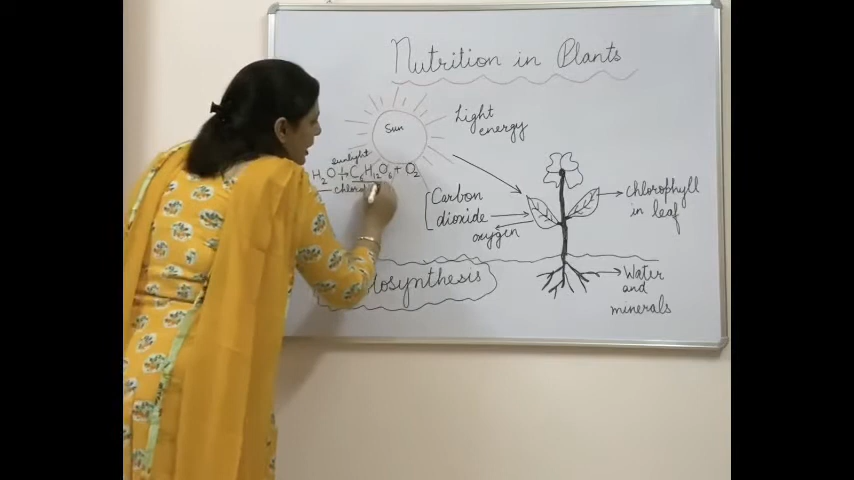 Nutrition in Plants
Sun
Light
energy
sunlight
H2O → C6H12O6 + O2
Carbon
dioxide
oxygen
chlorophyll
in leaf
Water
and
minerals